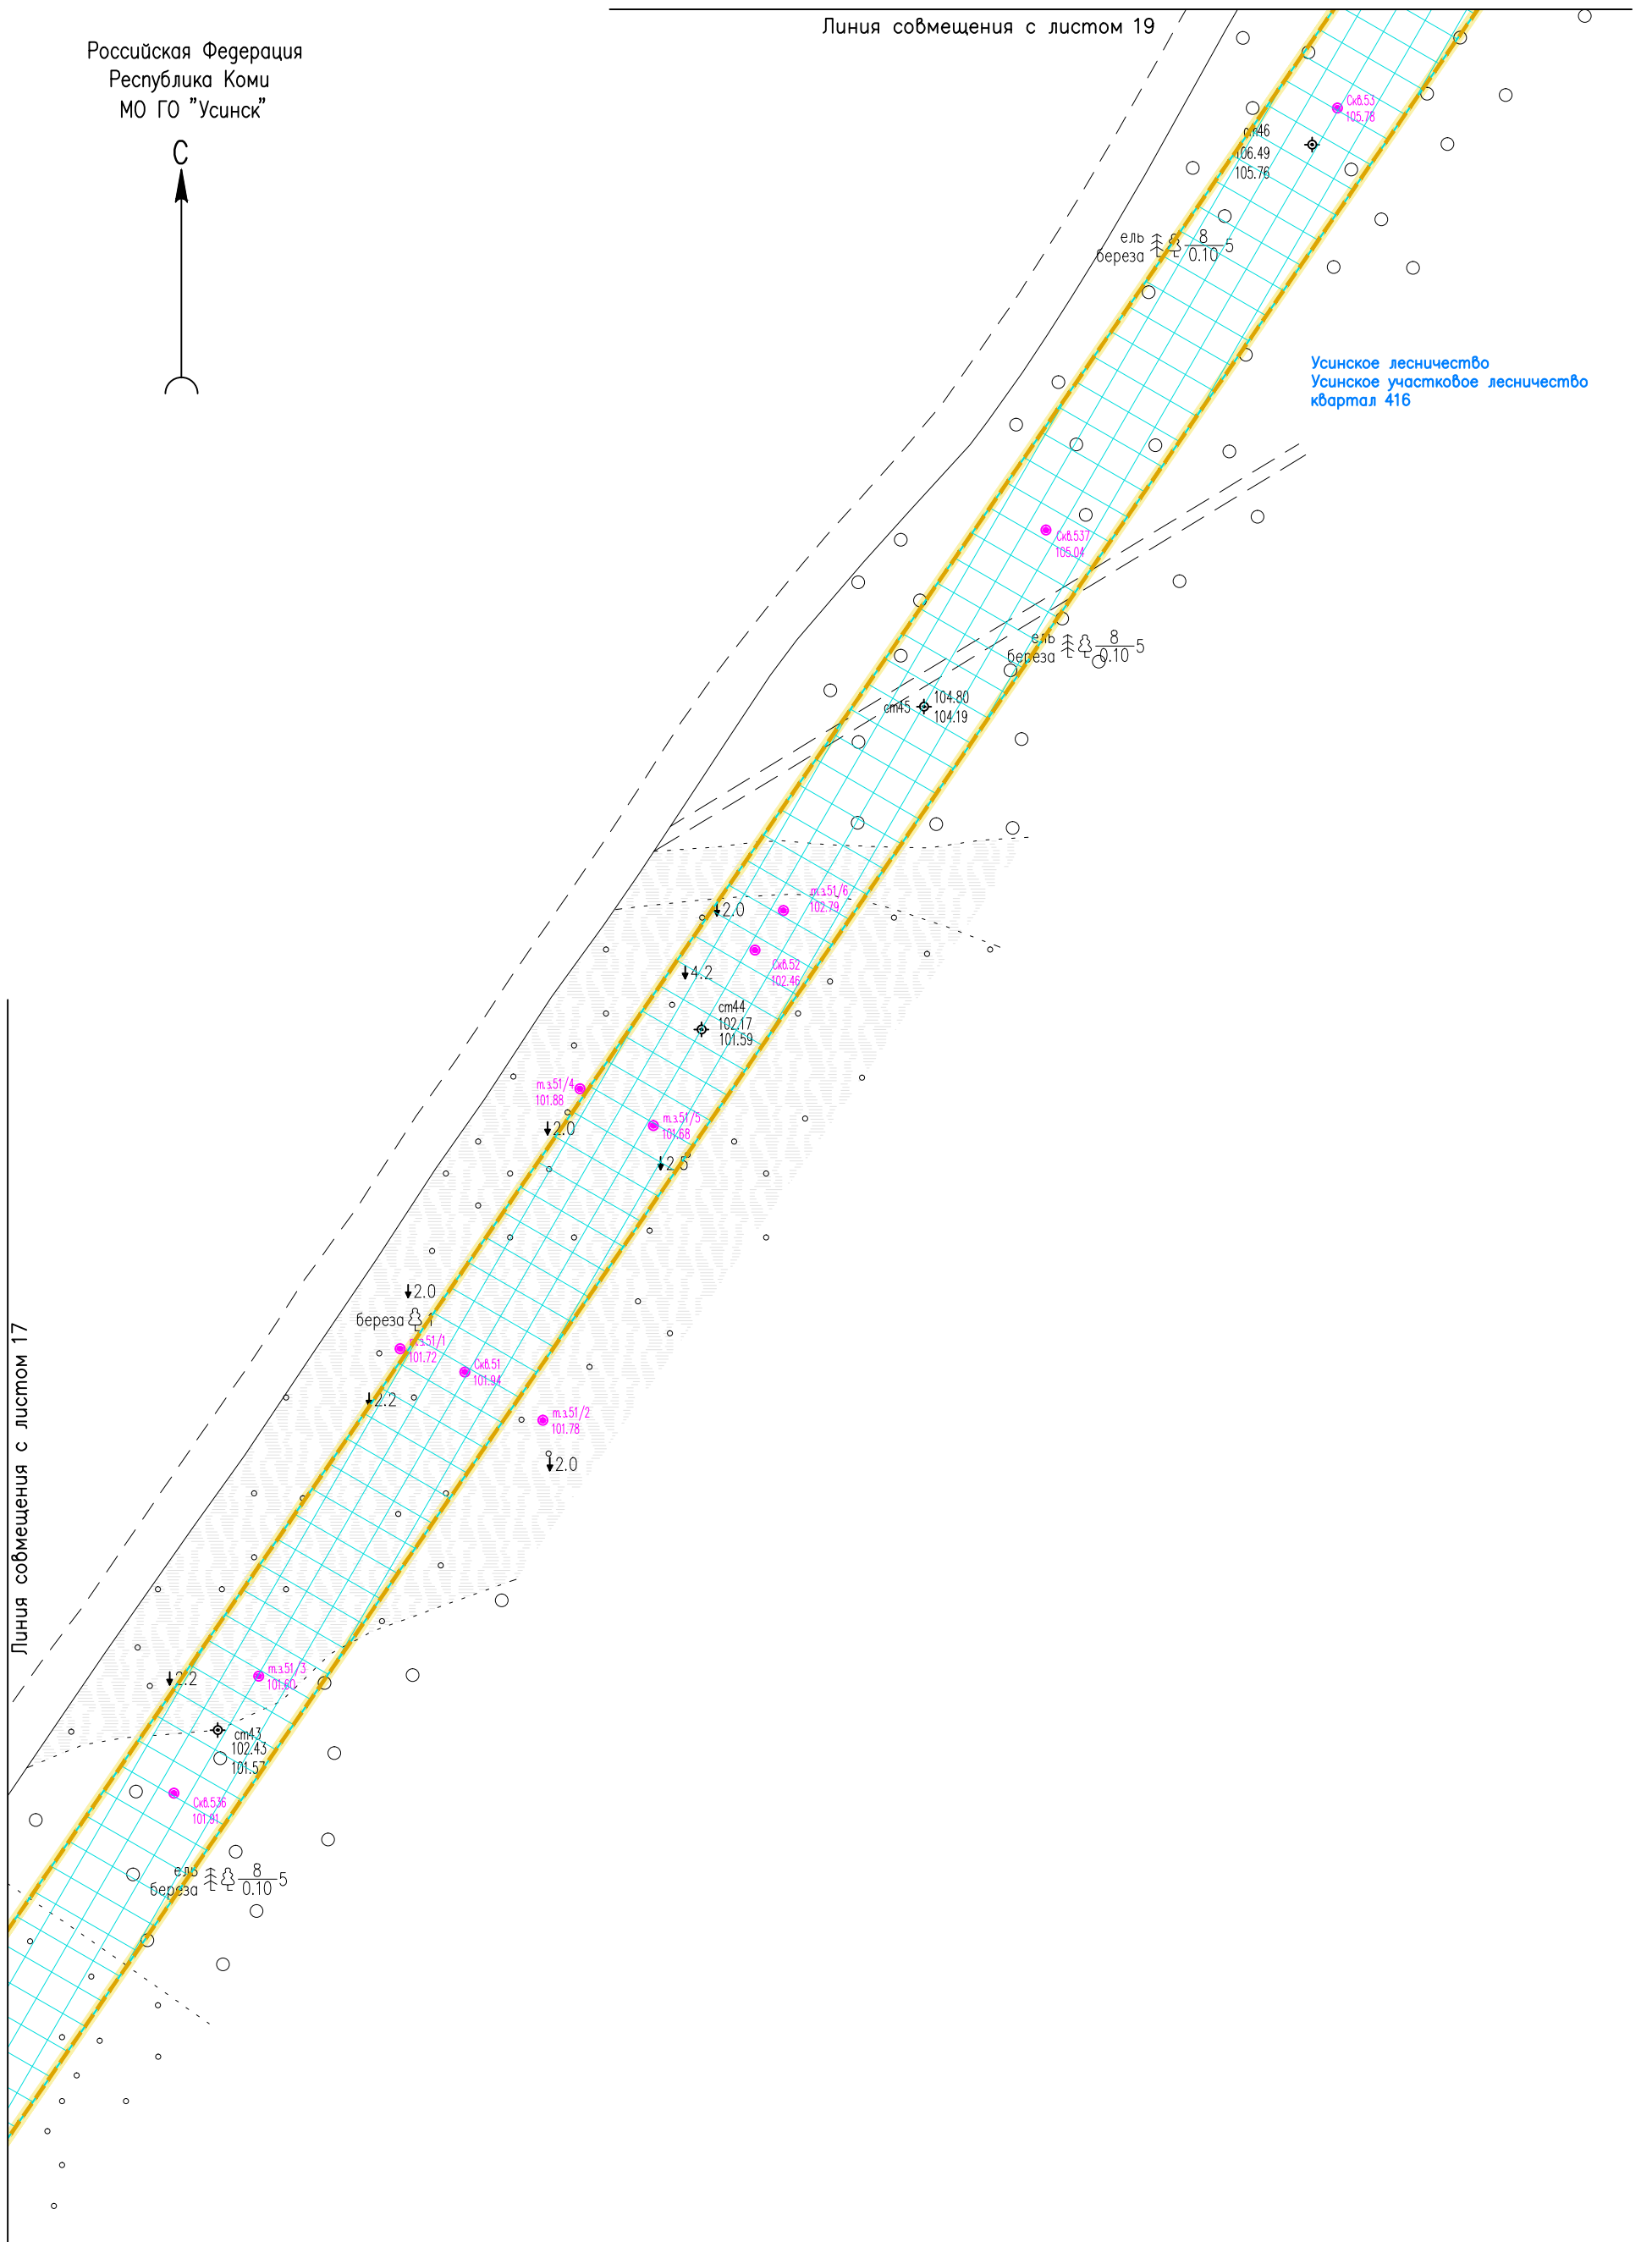 Линия совмещения с листом 19
Российская Федерация
Республика Коми
МО ГО "Усинск"
С
Скв.53
105.78
ст46
106.49
105.76
ель
береза
8
0.10
5
Усинское лесничество
Усинское участковое лесничество
квартал 416
Скв.537
105.04
ель
береза
8
0.10
5
ст45
104.80
104.19
т.з.51/6
102.79
2.0
Скв.52
102.46
4.2
ст44
102.17
101.59
т.з.51/4
101.88
т.з.51/5
101.68
2.0
2.5
2.0
береза 1
т.з.51/1
101.72
Скв.51
101.94
2.2
т.з.51/2
101.78
2.0
Линия совмещения с листом 17
т.з.51/3
101.60
2.2
ст43
102.43
101.57
Скв.536
101.91
ель
береза
8
0.10
5